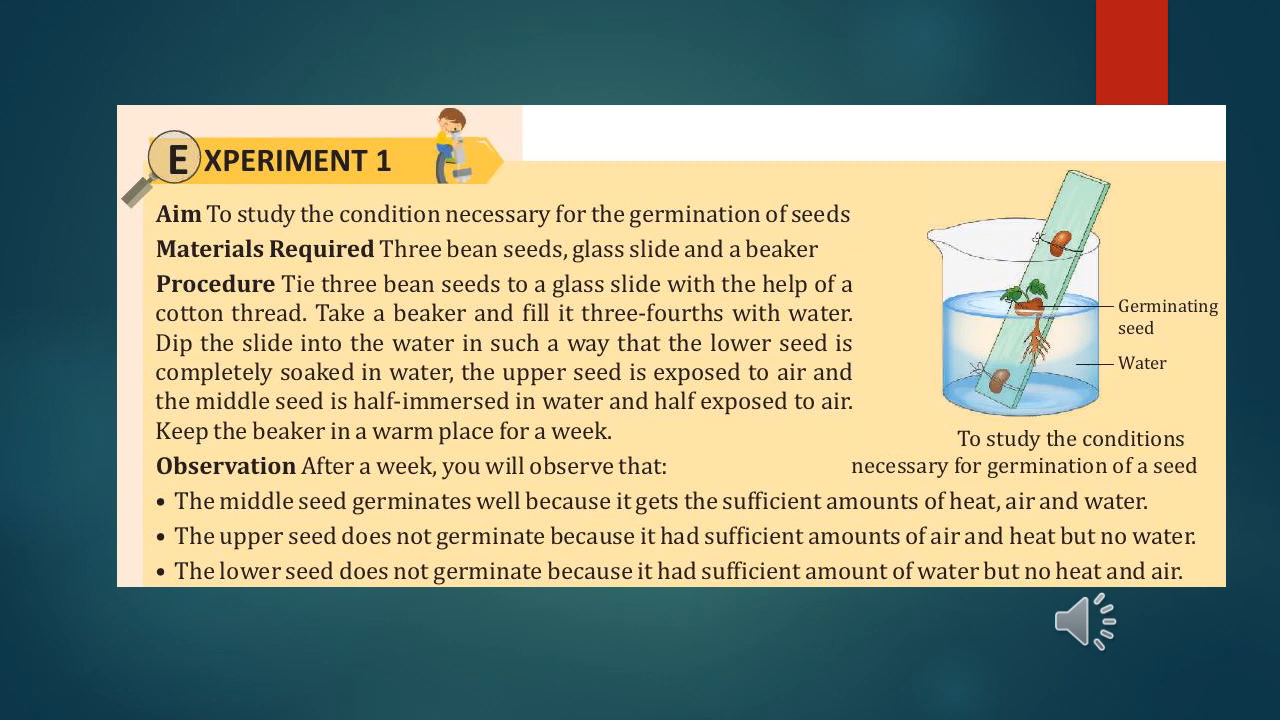 EXPERIMENT 1
Aim To study the condition necessary for the germination of seeds
Materials Required Three bean seeds, glass slide and a beaker
Procedure Tie three bean seeds to a glass slide with the help of a
cotton thread. Take a beaker and fill it three-fourths with water.
Dip the slide into the water in such a way that the lower seed is
completely soaked in water, the upper seed is exposed to air and
the middle seed is half-immersed in water and half exposed to air.
Keep the beaker in a warm place for a week.
Germinating
seed
Water
To study the conditions
necessary for germination of a seed
Observation After a week, you will observe that:
• The middle seed germinates well because it gets the sufficient amounts of heat, air and water.
• The upper seed does not germinate because it had sufficient amounts of air and heat but no water.
• The lower seed does not germinate because it had sufficient amount of water but no heat and air.